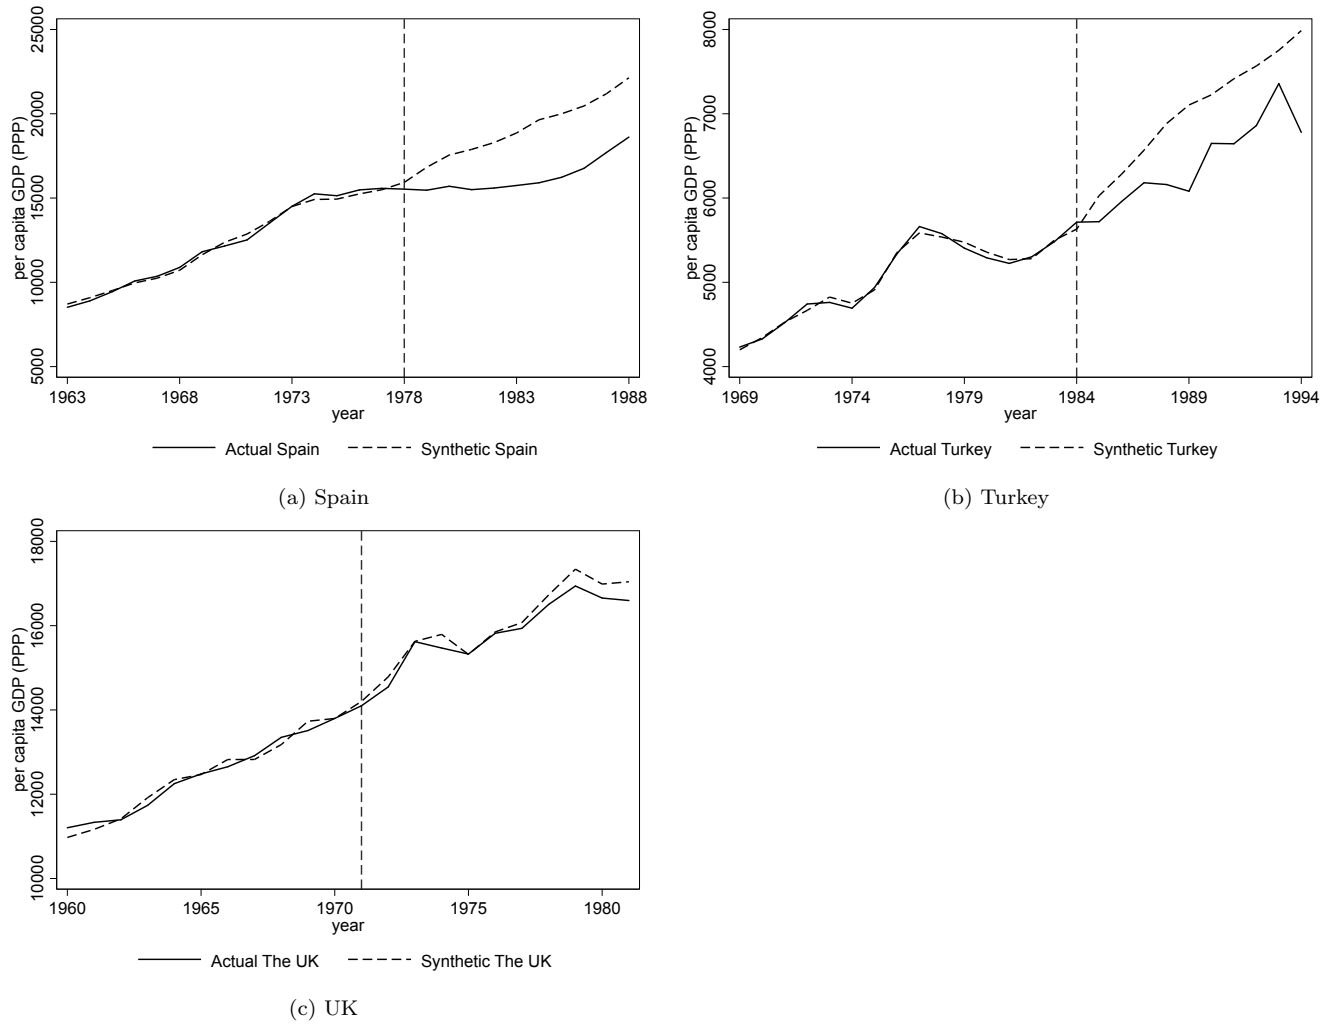 per capita GDP (PPP)
25000
20000
15000
10000
5000
1963 1968 1973 1978 1983 1988
year
Actual Spain Synthetic Spain
(a) Spain
per capita GDP (PPP)
8000
7000
6000
5000
4000
1969 1974 1979 1984 1989 1994
year
Actual Turkey Synthetic Turkey
(b) Turkey
per capita GDP (PPP)
18000
16000
14000
12000
10000
1960 1965 1970 1975 1980
year
Actual The UK Synthetic The UK
(c) UK